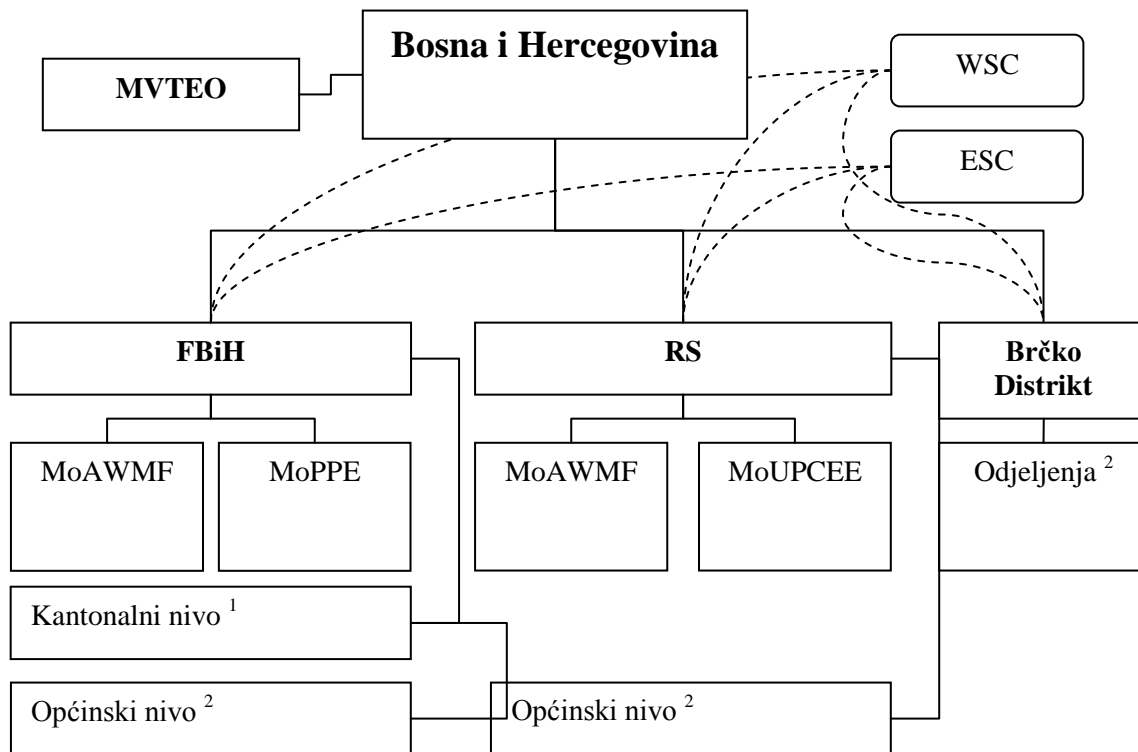 Bosna i Hercegovina
MVTEO
WSC
ESC
FBiH
RS
Brčko
Distrikt
MoAWMF
MoPPE
MoAWMF
MoUPCEE
Odjeljenja 2
Kantonalni nivo 1
Općinski nivo 2
Općinski nivo 2